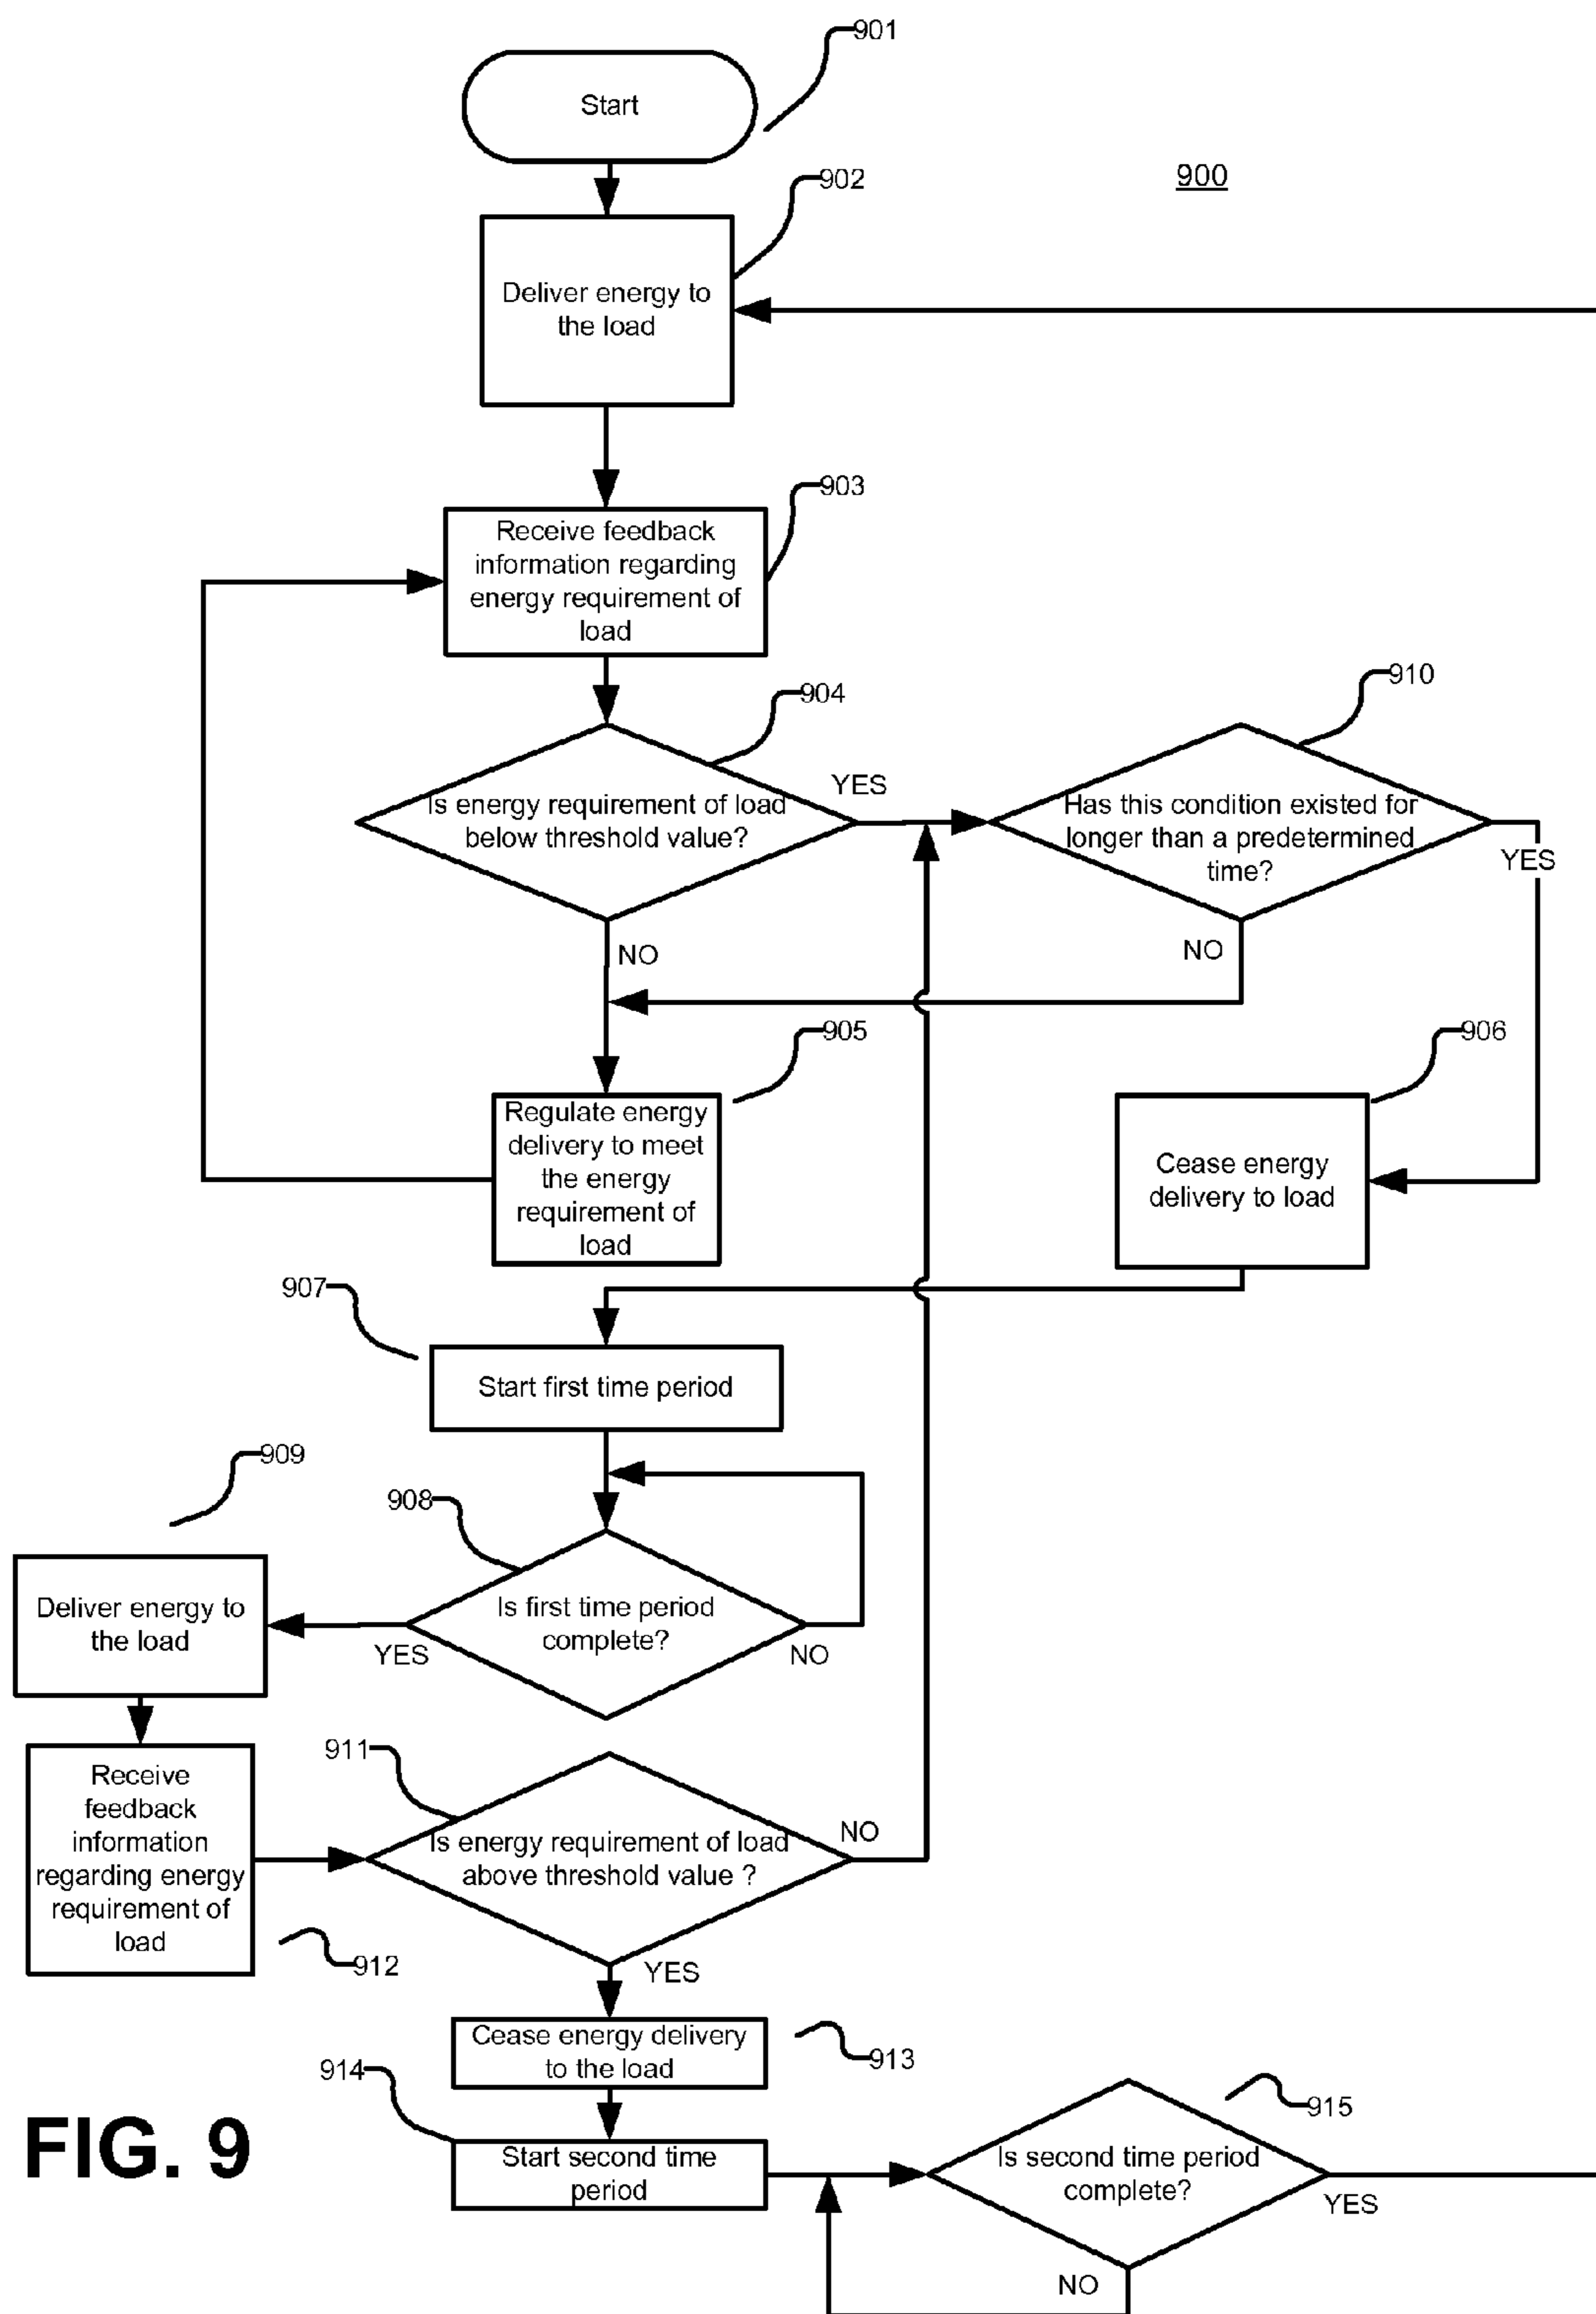 901
Start
900
902
Deliver energy to
the load
903
Receive feedback
information regarding
energy requirement of
load
904
910
Is energy requirement of load
below threshold value?
YES
Has this condition existed for
longer than a predetermined
time?
YES
NO
NO
905
906
Regulate energy
delivery to meet
the energy
requirement of
load
Cease energy
delivery to load
907
Start first time period
909
908
Deliver energy to
the load
Is first time period
complete?
YES
NO
911
Receive
feedback
information
regarding energy
requirement of
load
Is energy requirement of load
above threshold value ?
NO
912
YES
Cease energy delivery
to the load
913
914
915
FIG. 9
Start second time
period
Is second time period
complete?
YES
NO